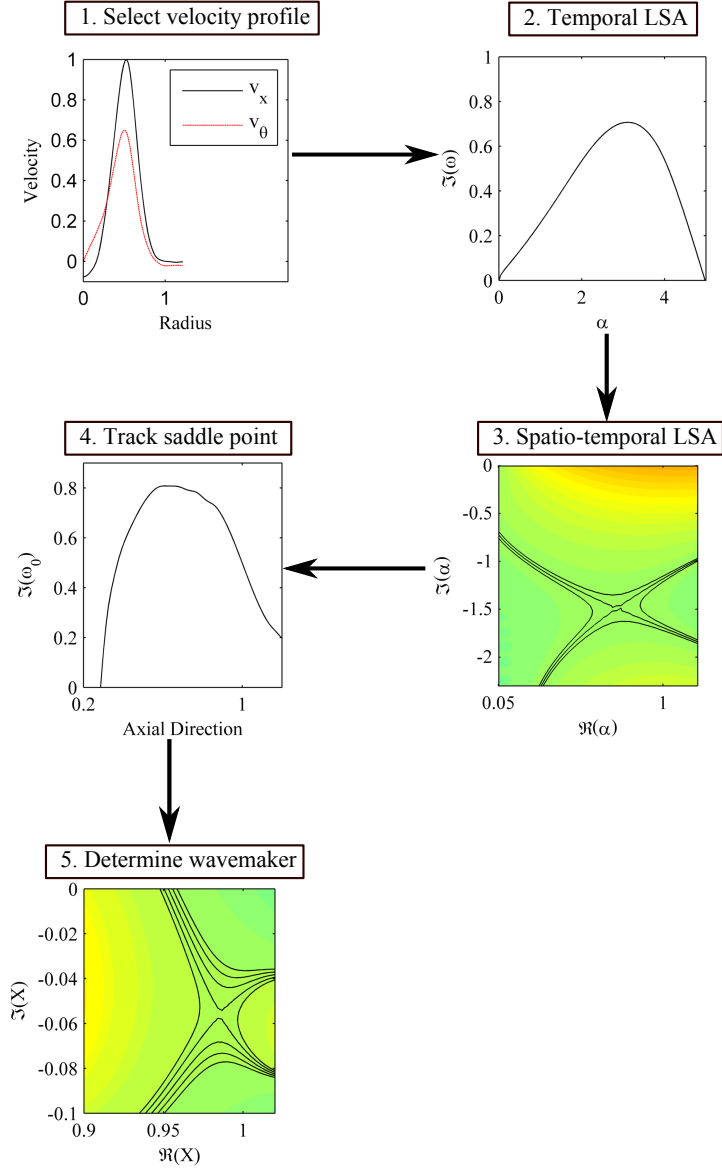 1. Select velocity profile
1
0.8
0.6
0.4
0.2
0
0
1
Velocity
Radius
v_x
v_θ
2. Temporal LSA
1
0.8
0.6
0.4
0.2
0
0
2
4
ℑ(ω)
α
4. Track saddle point
0.8
0.6
0.4
0.2
0
0.2
1
ℑ(ω_0)
Axial Direction
3. Spatio-temporal LSA
0
-0.5
-1
-1.5
-2
0.05
1
ℑ(α)
ℜ(α)
5. Determine wavemaker
0
-0.02
-0.04
-0.06
-0.08
-0.1
0.9
0.95
1
ℑ(X)
ℜ(X)